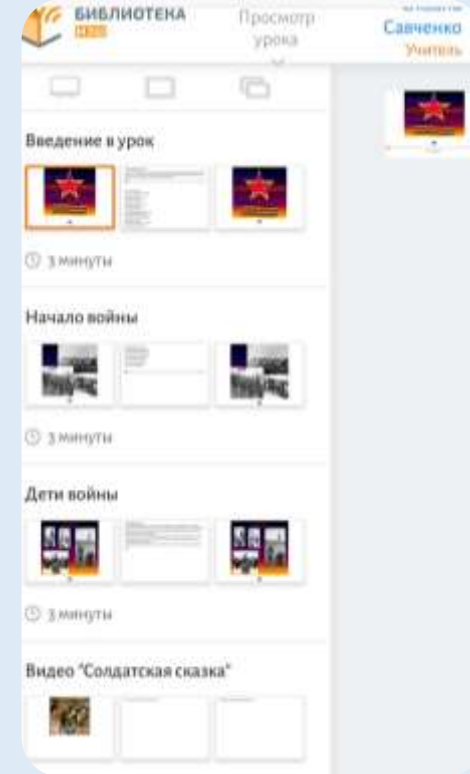 БИБЛИОТЕКА
МЭШ
Просмотр
урока
Савченко
Учитель
Введение в урок
3 минуты
Начало войны
3 минуты
Дети войны
3 минуты
Видео "Солдатская сказка"